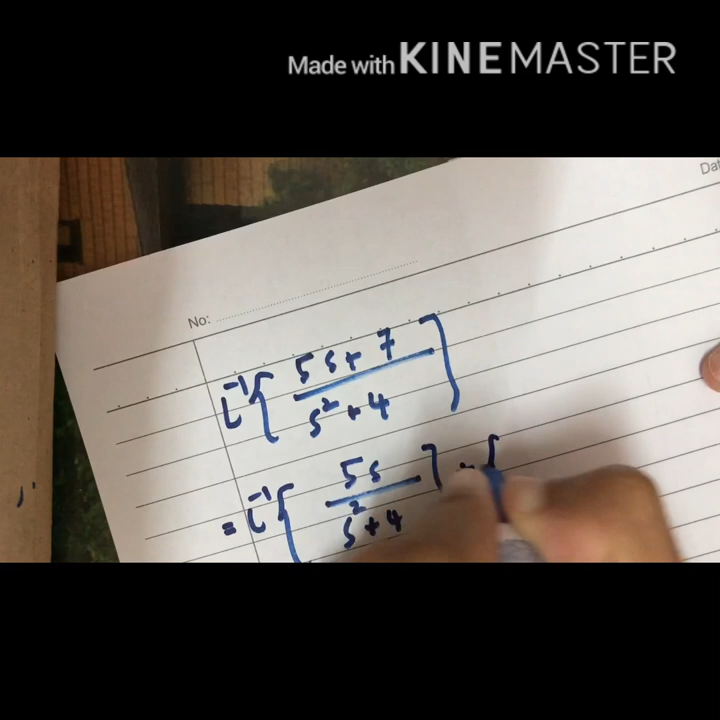 Made with KINEMASTER
Dat
No:
L⁻¹{ (5s + 7) / (s² + 4) }
= L⁻¹{ 5s / (s² + 4) } +